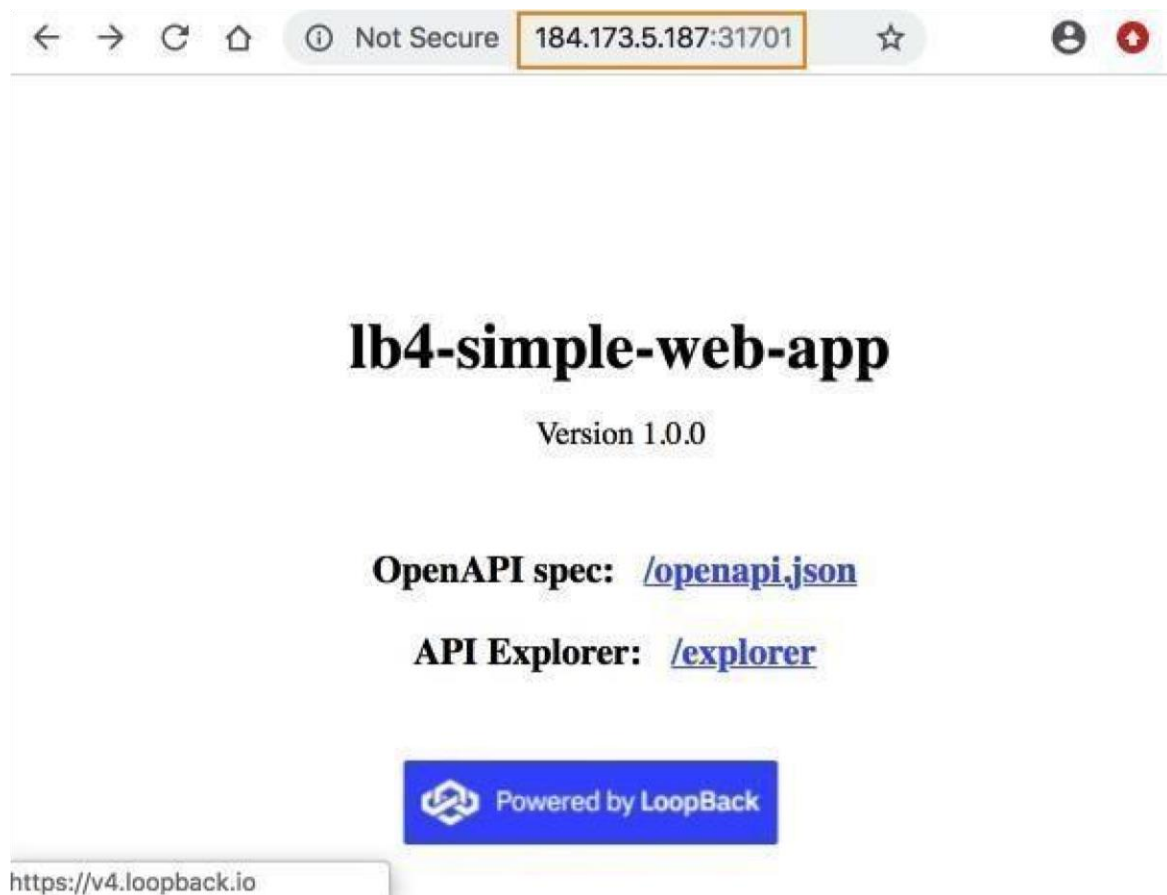 Not Secure 184.173.5.187:31701
lb4-simple-web-app
Version 1.0.0
OpenAPI spec: /openapi.json
API Explorer: /explorer
Powered by LoopBack
https://v4.loopback.io